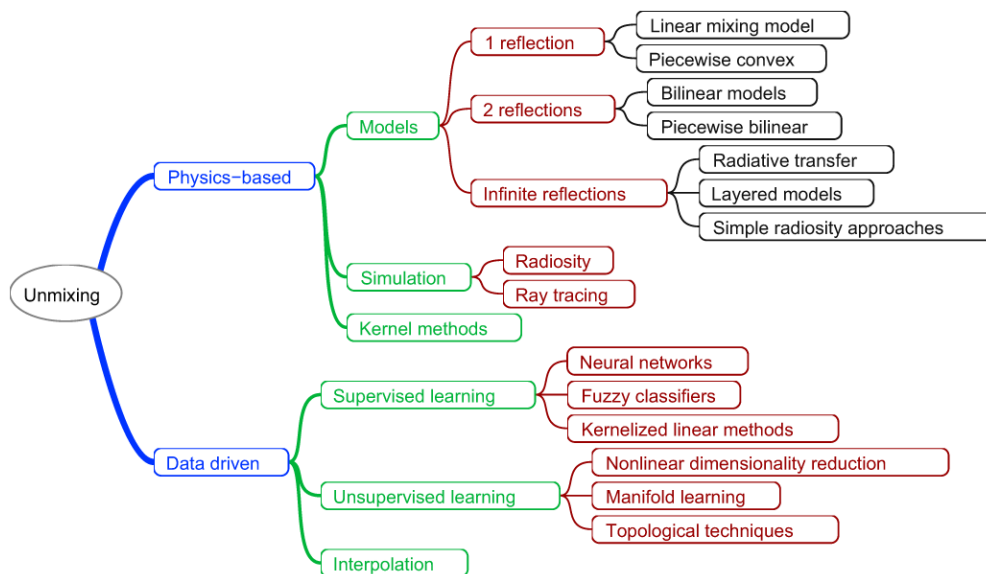 Linear mixing model
1 reflection
Piecewise convex
Bilinear models
2 reflections
Models
Piecewise bilinear
Radiative transfer
Physics−based
Infinite reflections
Layered models
Simple radiosity approaches
Radiosity
Simulation
Ray tracing
Unmixing
Kernel methods
Neural networks
Supervised learning
Fuzzy classifiers
Kernelized linear methods
Data driven
Nonlinear dimensionality reduction
Unsupervised learning
Manifold learning
Topological techniques
Interpolation